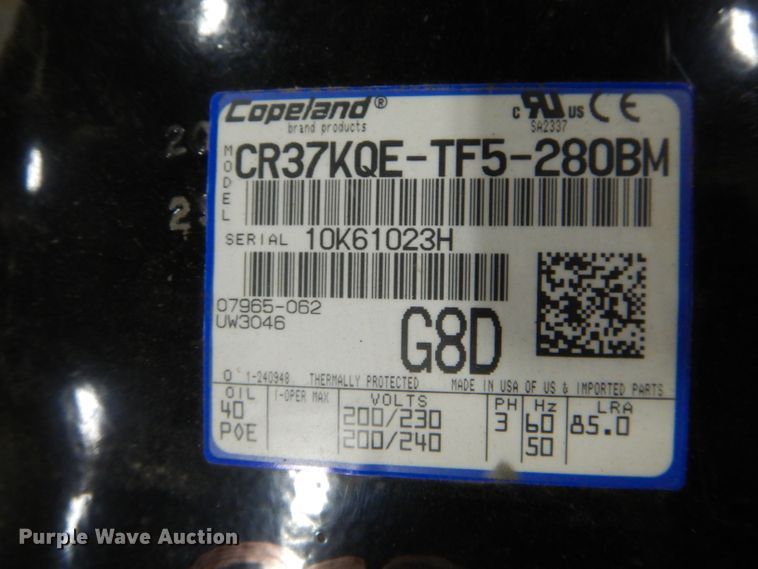 Copeland®
brand products
C UL US CE
SA2337
MODEL CR37KQE-TF5-280BM
SERIAL 10K61023H
07965-062
UW3046
G8D
1-240948 THERMALLY PROTECTED MADE IN USA OF US & IMPORTED PARTS
OIL I-OPER MAX VOLTS PH Hz LRA
40 200/230 3 60 85.0
POE 200/240 50
Purple Wave Auction